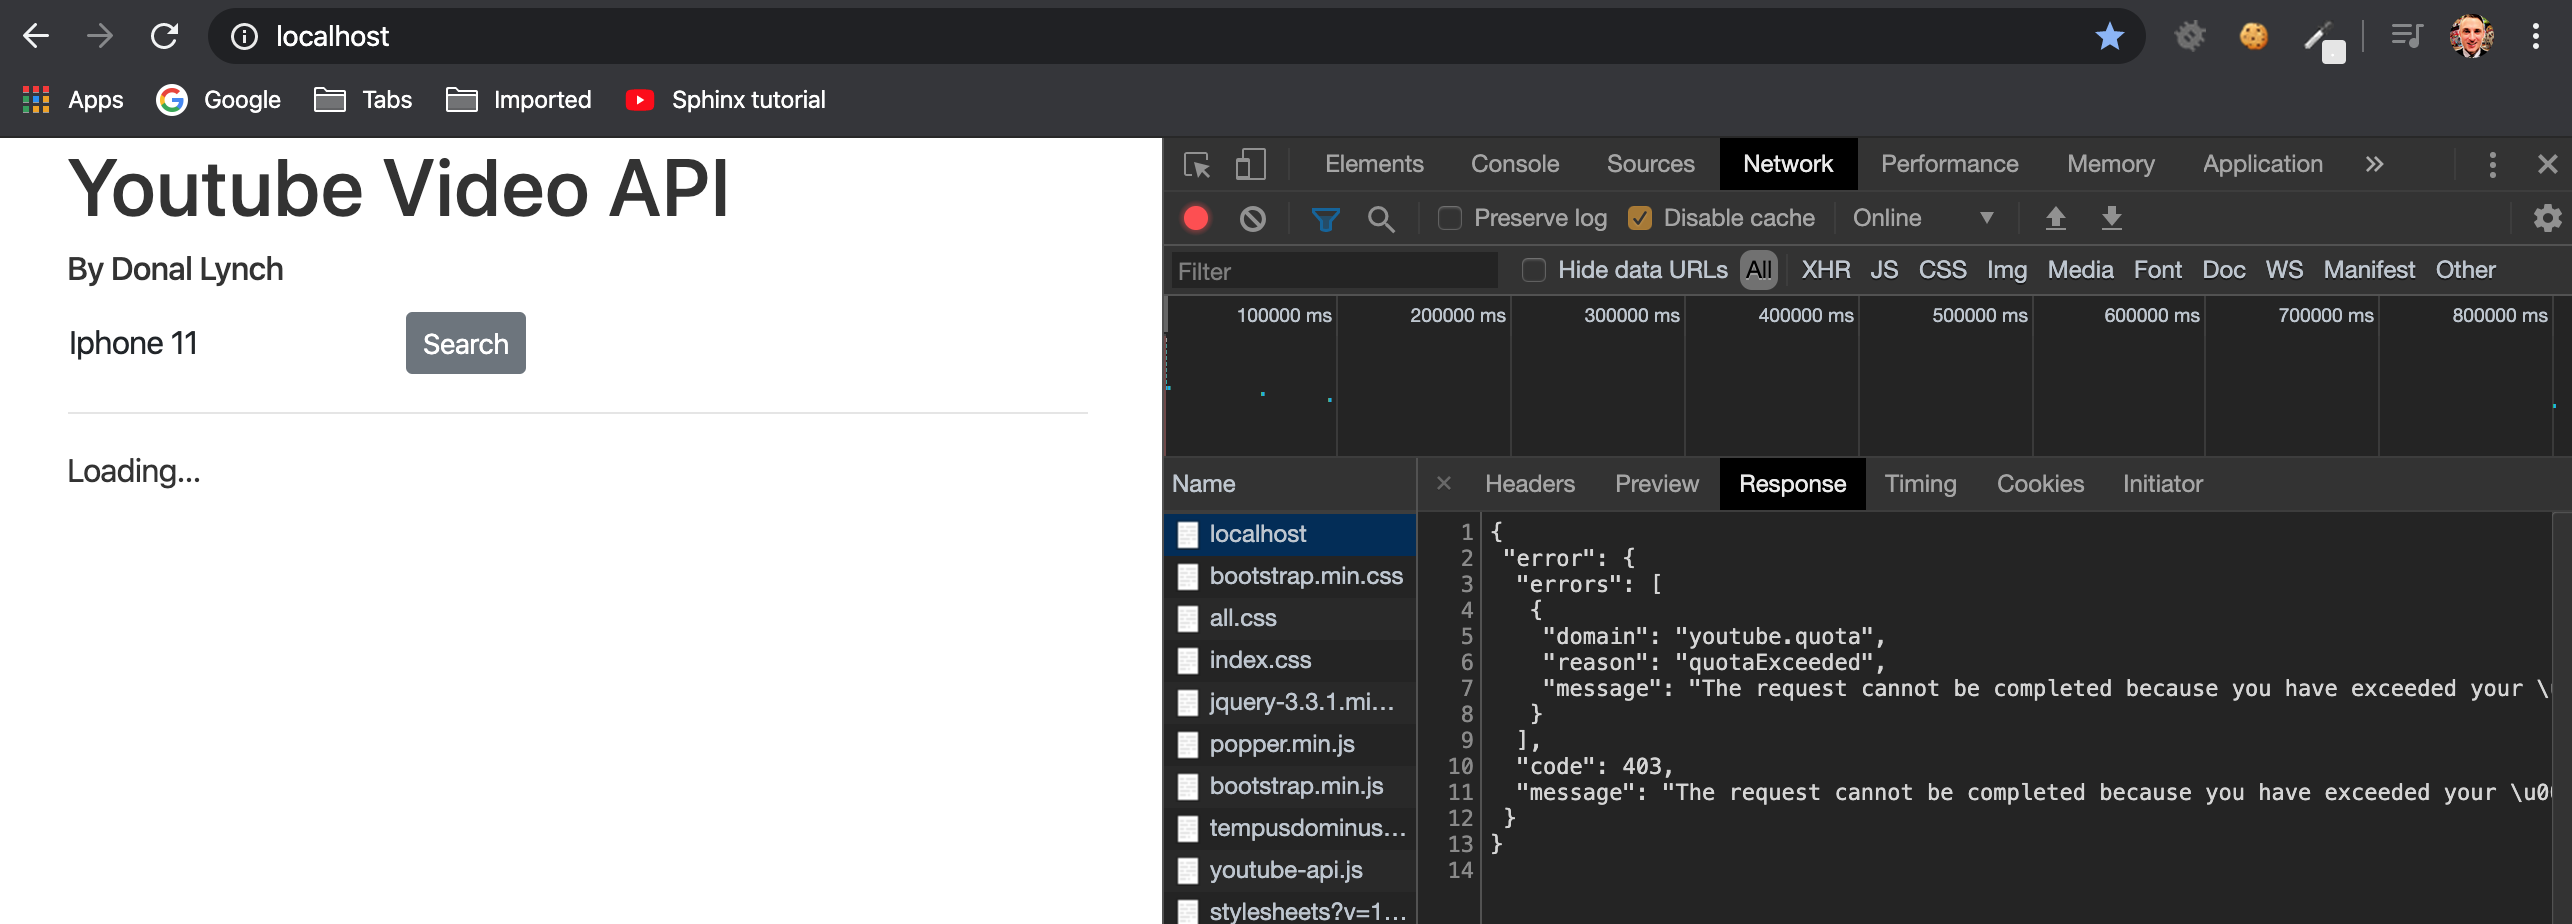 localhost
Apps Google Tabs Imported Sphinx tutorial
Youtube Video API
By Donal Lynch
Iphone 11 Search
Loading...
Elements Console Sources Network Performance Memory Application
Preserve log Disable cache Online
Filter Hide data URLs All XHR JS CSS Img Media Font Doc WS Manifest Other
100000 ms 200000 ms 300000 ms 400000 ms 500000 ms 600000 ms 700000 ms 800000 ms
Name
localhost
bootstrap.min.css
all.css
index.css
jquery-3.3.1.mi...
popper.min.js
bootstrap.min.js
tempusdominus...
youtube-api.js
stylesheets?v=1...
× Headers Preview Response Timing Cookies Initiator
1 {
2 "error": {
3 "errors": [
4 {
5 "domain": "youtube.quota",
6 "reason": "quotaExceeded",
7 "message": "The request cannot be completed because you have exceeded your \u
8 }
9 ],
10 "code": 403,
11 "message": "The request cannot be completed because you have exceeded your \u00
12 }
13 }
14